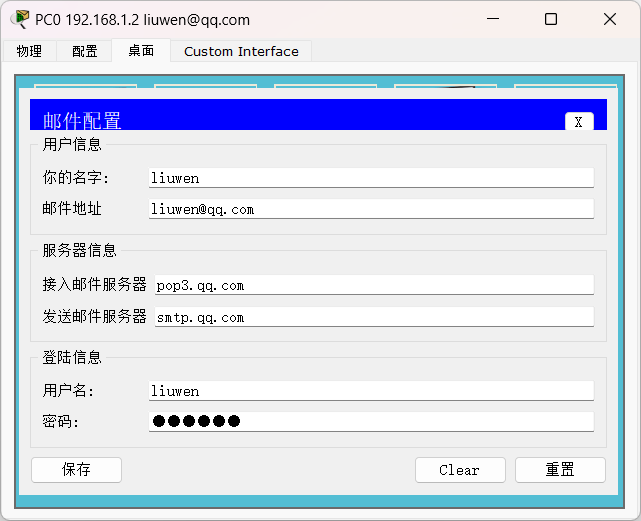 PC0 192.168.1.2 liuwen@qq.com
物理 配置 桌面 Custom Interface
邮件配置 X
用户信息
你的名字: liuwen
邮件地址 liuwen@qq.com
服务器信息
接入邮件服务器 pop3.qq.com
发送邮件服务器 smtp.qq.com
登陆信息
用户名: liuwen
密码: ●●●●●●
保存 Clear 重置